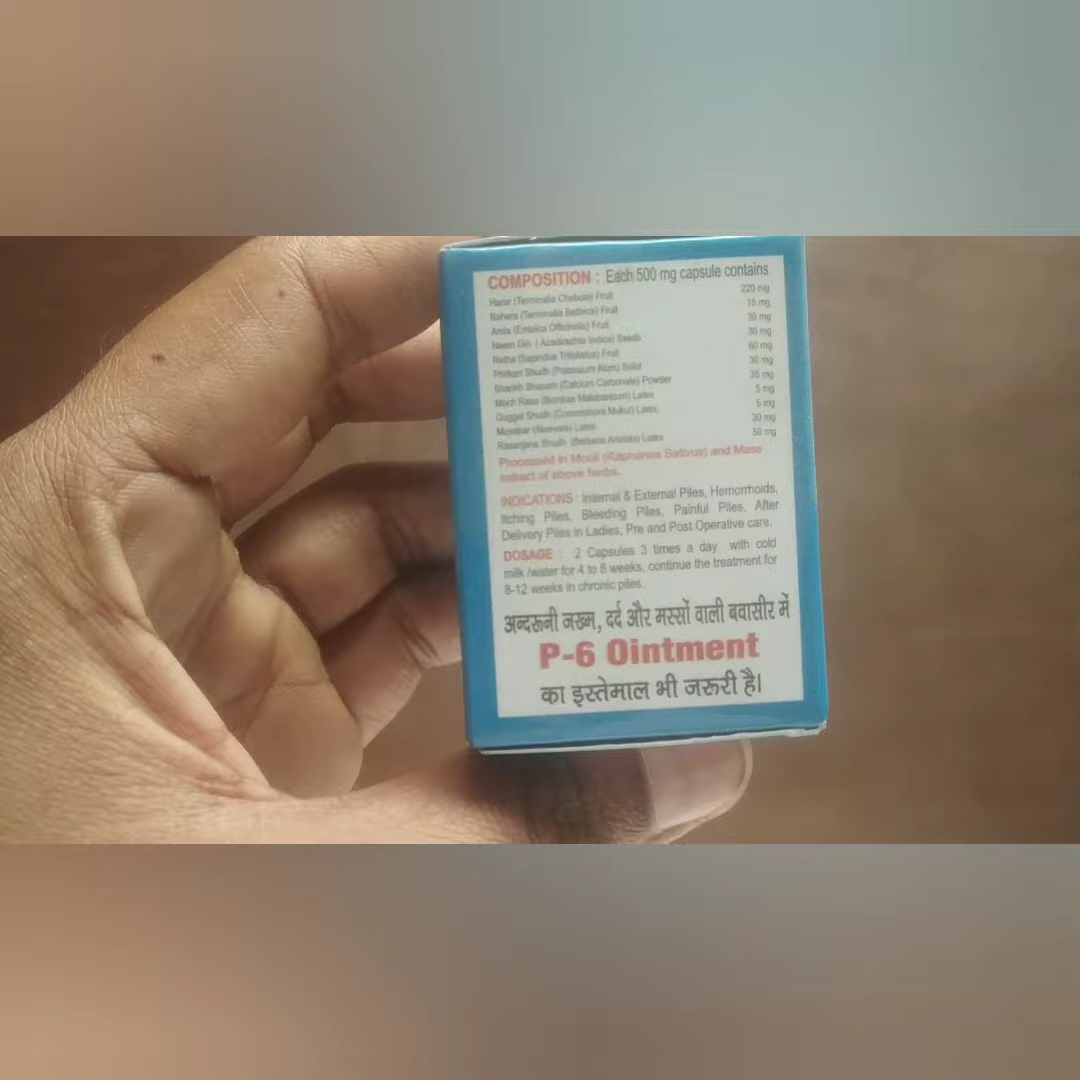 COMPOSITION : Each 500 mg capsule contains
Harar (Terminalia Chebula) Fruit 220 mg
Bahera (Terminalia Bellirica) Fruit 15 mg
Amla (Emblica Officinalis) Fruit 30 mg
Neem Giri ( Azadirachta Indica) Seeds 30 mg
Ritha (Sapindus Trifoliatus) Fruit 60 mg
Phitkari Shudh (Potassium Alum) Solid 30 mg
Shankh Bhasam (Calcium Carbonate) Powder 35 mg
Moch Rasa (Bombax Malabaricum) Latex 5 mg
Guggal Shudh (Commiphora Mukul) Latex 5 mg
Musabar (Aloevera) Latex 30 mg
Rasanjana Shudh (Berberis Aristata) Latex 50 mg
Processed in Mooli (Raphanus Sativus) and Mase
extract of above herbs.
INDICATIONS : Internal & External Piles, Hemorrhoids,
Itching Piles, Bleeding Piles, Painful Piles, After
Delivery Piles in Ladies, Pre and Post Operative care.
DOSAGE : 2 Capsules 3 times a day with cold
milk /water for 4 to 8 weeks, continue the treatment for
8-12 weeks in chronic piles.
अन्दरूनी जख्म, दर्द और मस्सों वाली बवासीर में
P-6 Ointment
का इस्तेमाल भी जरूरी है।